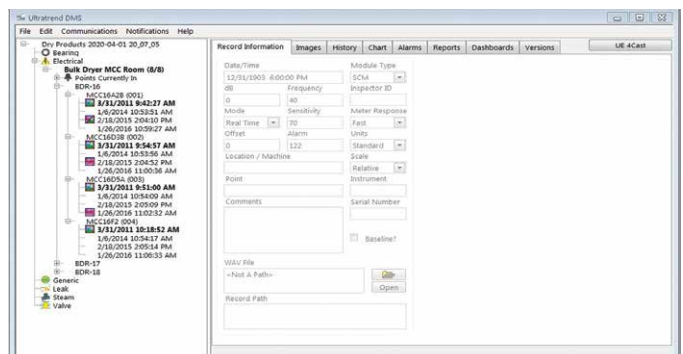 Ultratrend DMS
File Edit Communications Notifications Help
Dry Products 2020-04-01 20_07_05
Bearing
Electrical
Bulk Dryer MCC Room (8/8)
Points Currently In
BDR-16
MCC16A2B (001)
3/31/2011 9:42:27 AM
1/6/2014 10:53:51 AM
2/18/2015 2:04:10 PM
1/26/2016 10:59:27 AM
MCC16D3B (002)
3/31/2011 9:54:57 AM
1/6/2014 10:53:56 AM
2/18/2015 2:04:52 PM
1/26/2016 11:00:36 AM
MCC16D5A (003)
3/31/2011 9:51:00 AM
1/6/2014 10:54:09 AM
2/18/2015 2:05:09 PM
1/26/2016 11:02:32 AM
MCC16F2 (004)
3/31/2011 10:18:52 AM
1/6/2014 10:54:17 AM
2/18/2015 2:05:14 PM
1/26/2016 11:06:33 AM
BDR-17
BDR-18
Generic
Leak
Steam
Valve
Record Information Images History Chart Alarms Reports Dashboards Versions
UE 4Cast
Date/Time Module Type
12/31/1903 6:00:00 PM SCM
dB Frequency Inspector ID
0 40
Mode Sensitivity Meter Response
Real Time 70 Fast
Offset Alarm Units
0 122 Standard
Location / Machine Scale
Relative
Point Instrument
Comments Serial Number
Baseline?
WAV File
<Not A Path>
Open
Record Path